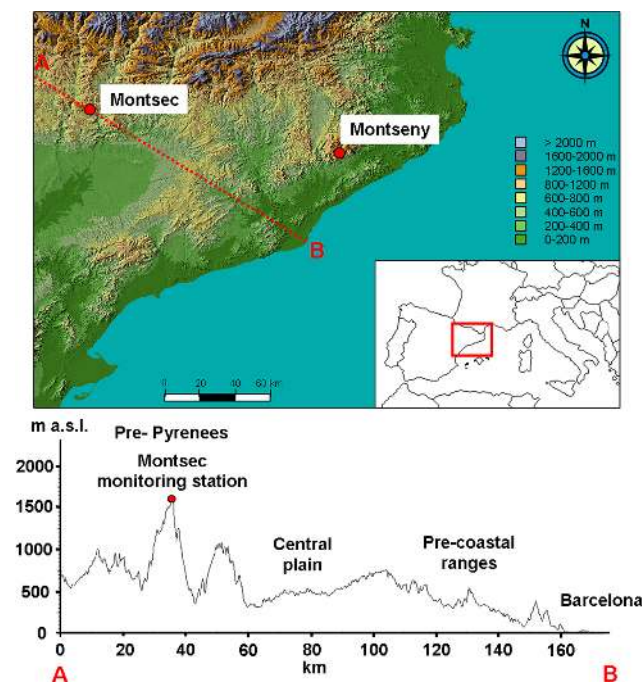 N
A
Montsec
Montseny
B
> 2000 m
1600-2000 m
1200-1600 m
800-1200 m
600-800 m
400-600 m
200-400 m
0-200 m
0 20 40 60 km
m a.s.l.
Pre- Pyrenees
Montsec
monitoring station
2000
1500
1000
500
0
Central
plain
Pre-coastal
ranges
Barcelona
0 20 40 60 80 100 120 140 160
km
A B